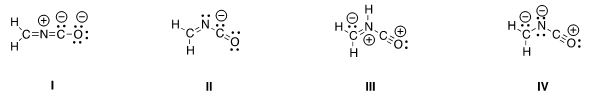 H H C=N=C–O ⊕ ⊖ ⊖
H H C N C O ⊖
H H C N H C O ⊖ ⊕ ⊕
H H C N C O ⊖ ⊖ ⊕
I II III IV